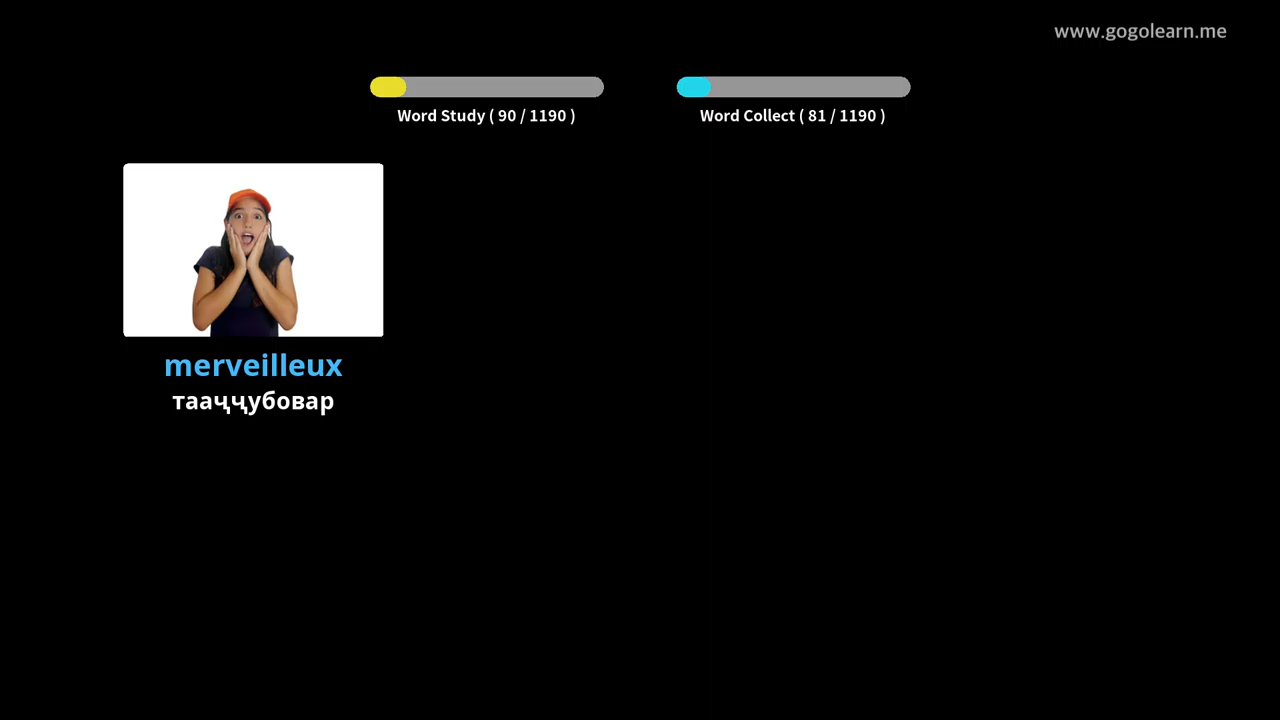 www.gogolearn.me
Word Study ( 90 / 1190 )
Word Collect ( 81 / 1190 )
merveilleux
тааҷҷубовар